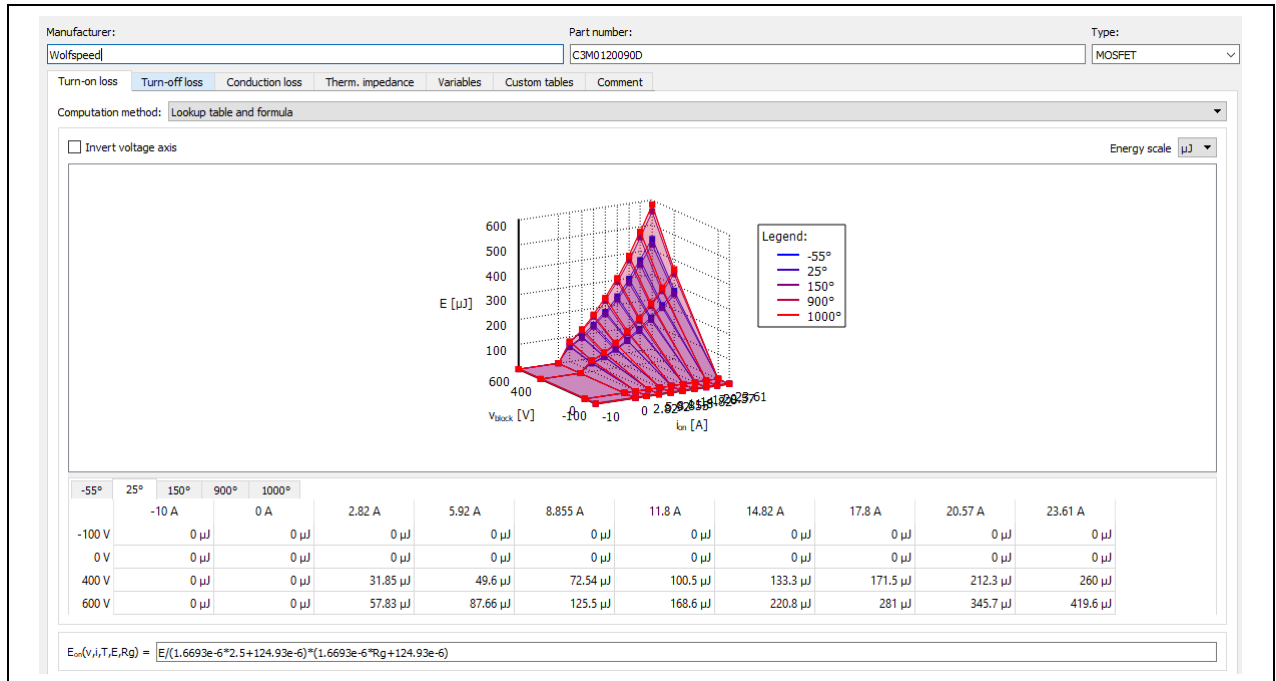 Manufacturer: Part number: Type:
Wolfspeed C3M0120090D MOSFET
Turn-on loss Turn-off loss Conduction loss Therm. impedance Variables Custom tables Comment
Computation method: Lookup table and formula
Invert voltage axis Energy scale µJ
600
500
400
300
200
100
E [µJ]
600
400
0
-100
v_block [V]
-10 0
i_on [A]
Legend:
-55°
25°
150°
900°
1000°
-55° 25° 150° 900° 1000°
-10 A 0 A 2.82 A 5.92 A 8.855 A 11.8 A 14.82 A 17.8 A 20.57 A 23.61 A
-100 V 0 µJ 0 µJ 0 µJ 0 µJ 0 µJ 0 µJ 0 µJ 0 µJ 0 µJ 0 µJ
0 V 0 µJ 0 µJ 0 µJ 0 µJ 0 µJ 0 µJ 0 µJ 0 µJ 0 µJ 0 µJ
400 V 0 µJ 0 µJ 31.85 µJ 49.6 µJ 72.54 µJ 100.5 µJ 133.3 µJ 171.5 µJ 212.3 µJ 260 µJ
600 V 0 µJ 0 µJ 57.83 µJ 87.66 µJ 125.5 µJ 168.6 µJ 220.8 µJ 281 µJ 345.7 µJ 419.6 µJ
E_on(v,i,T,E,Rg) = E/(1.6693e-6*2.5+124.93e-6)*(1.6693e-6*Rg+124.93e-6)